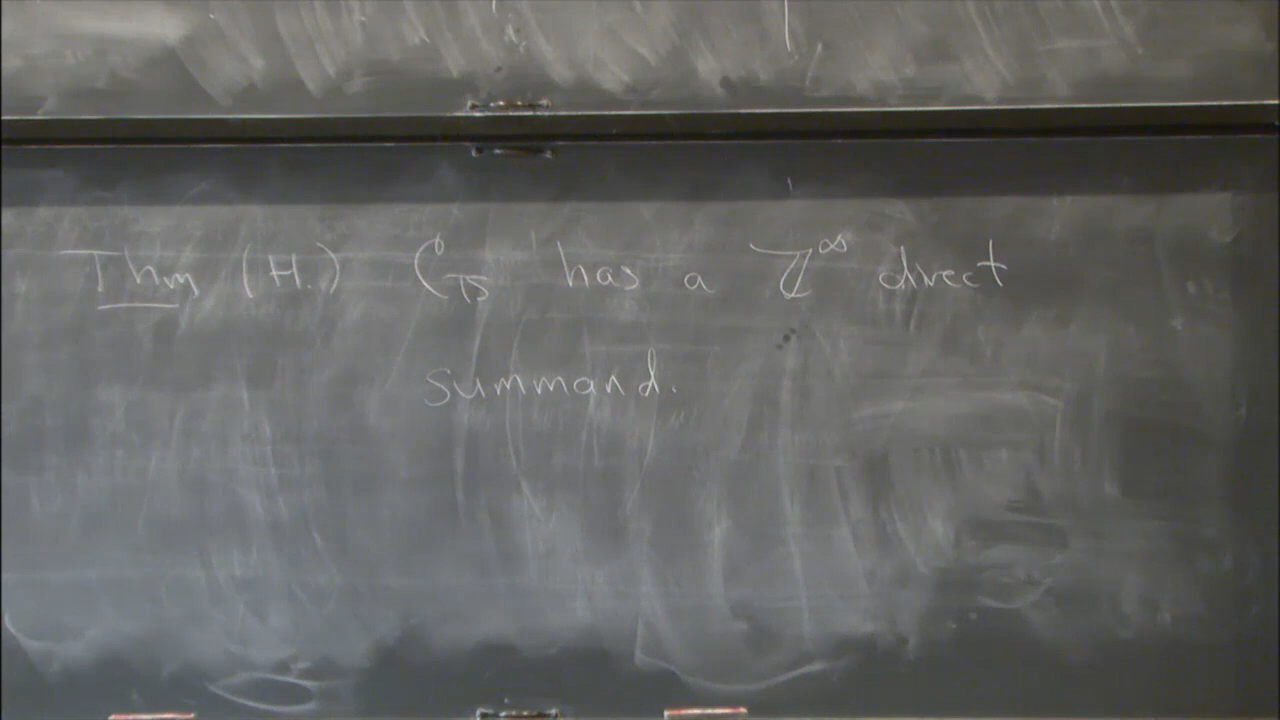 Thm (H.) C_TS has a ℤ^∞ direct
summand.